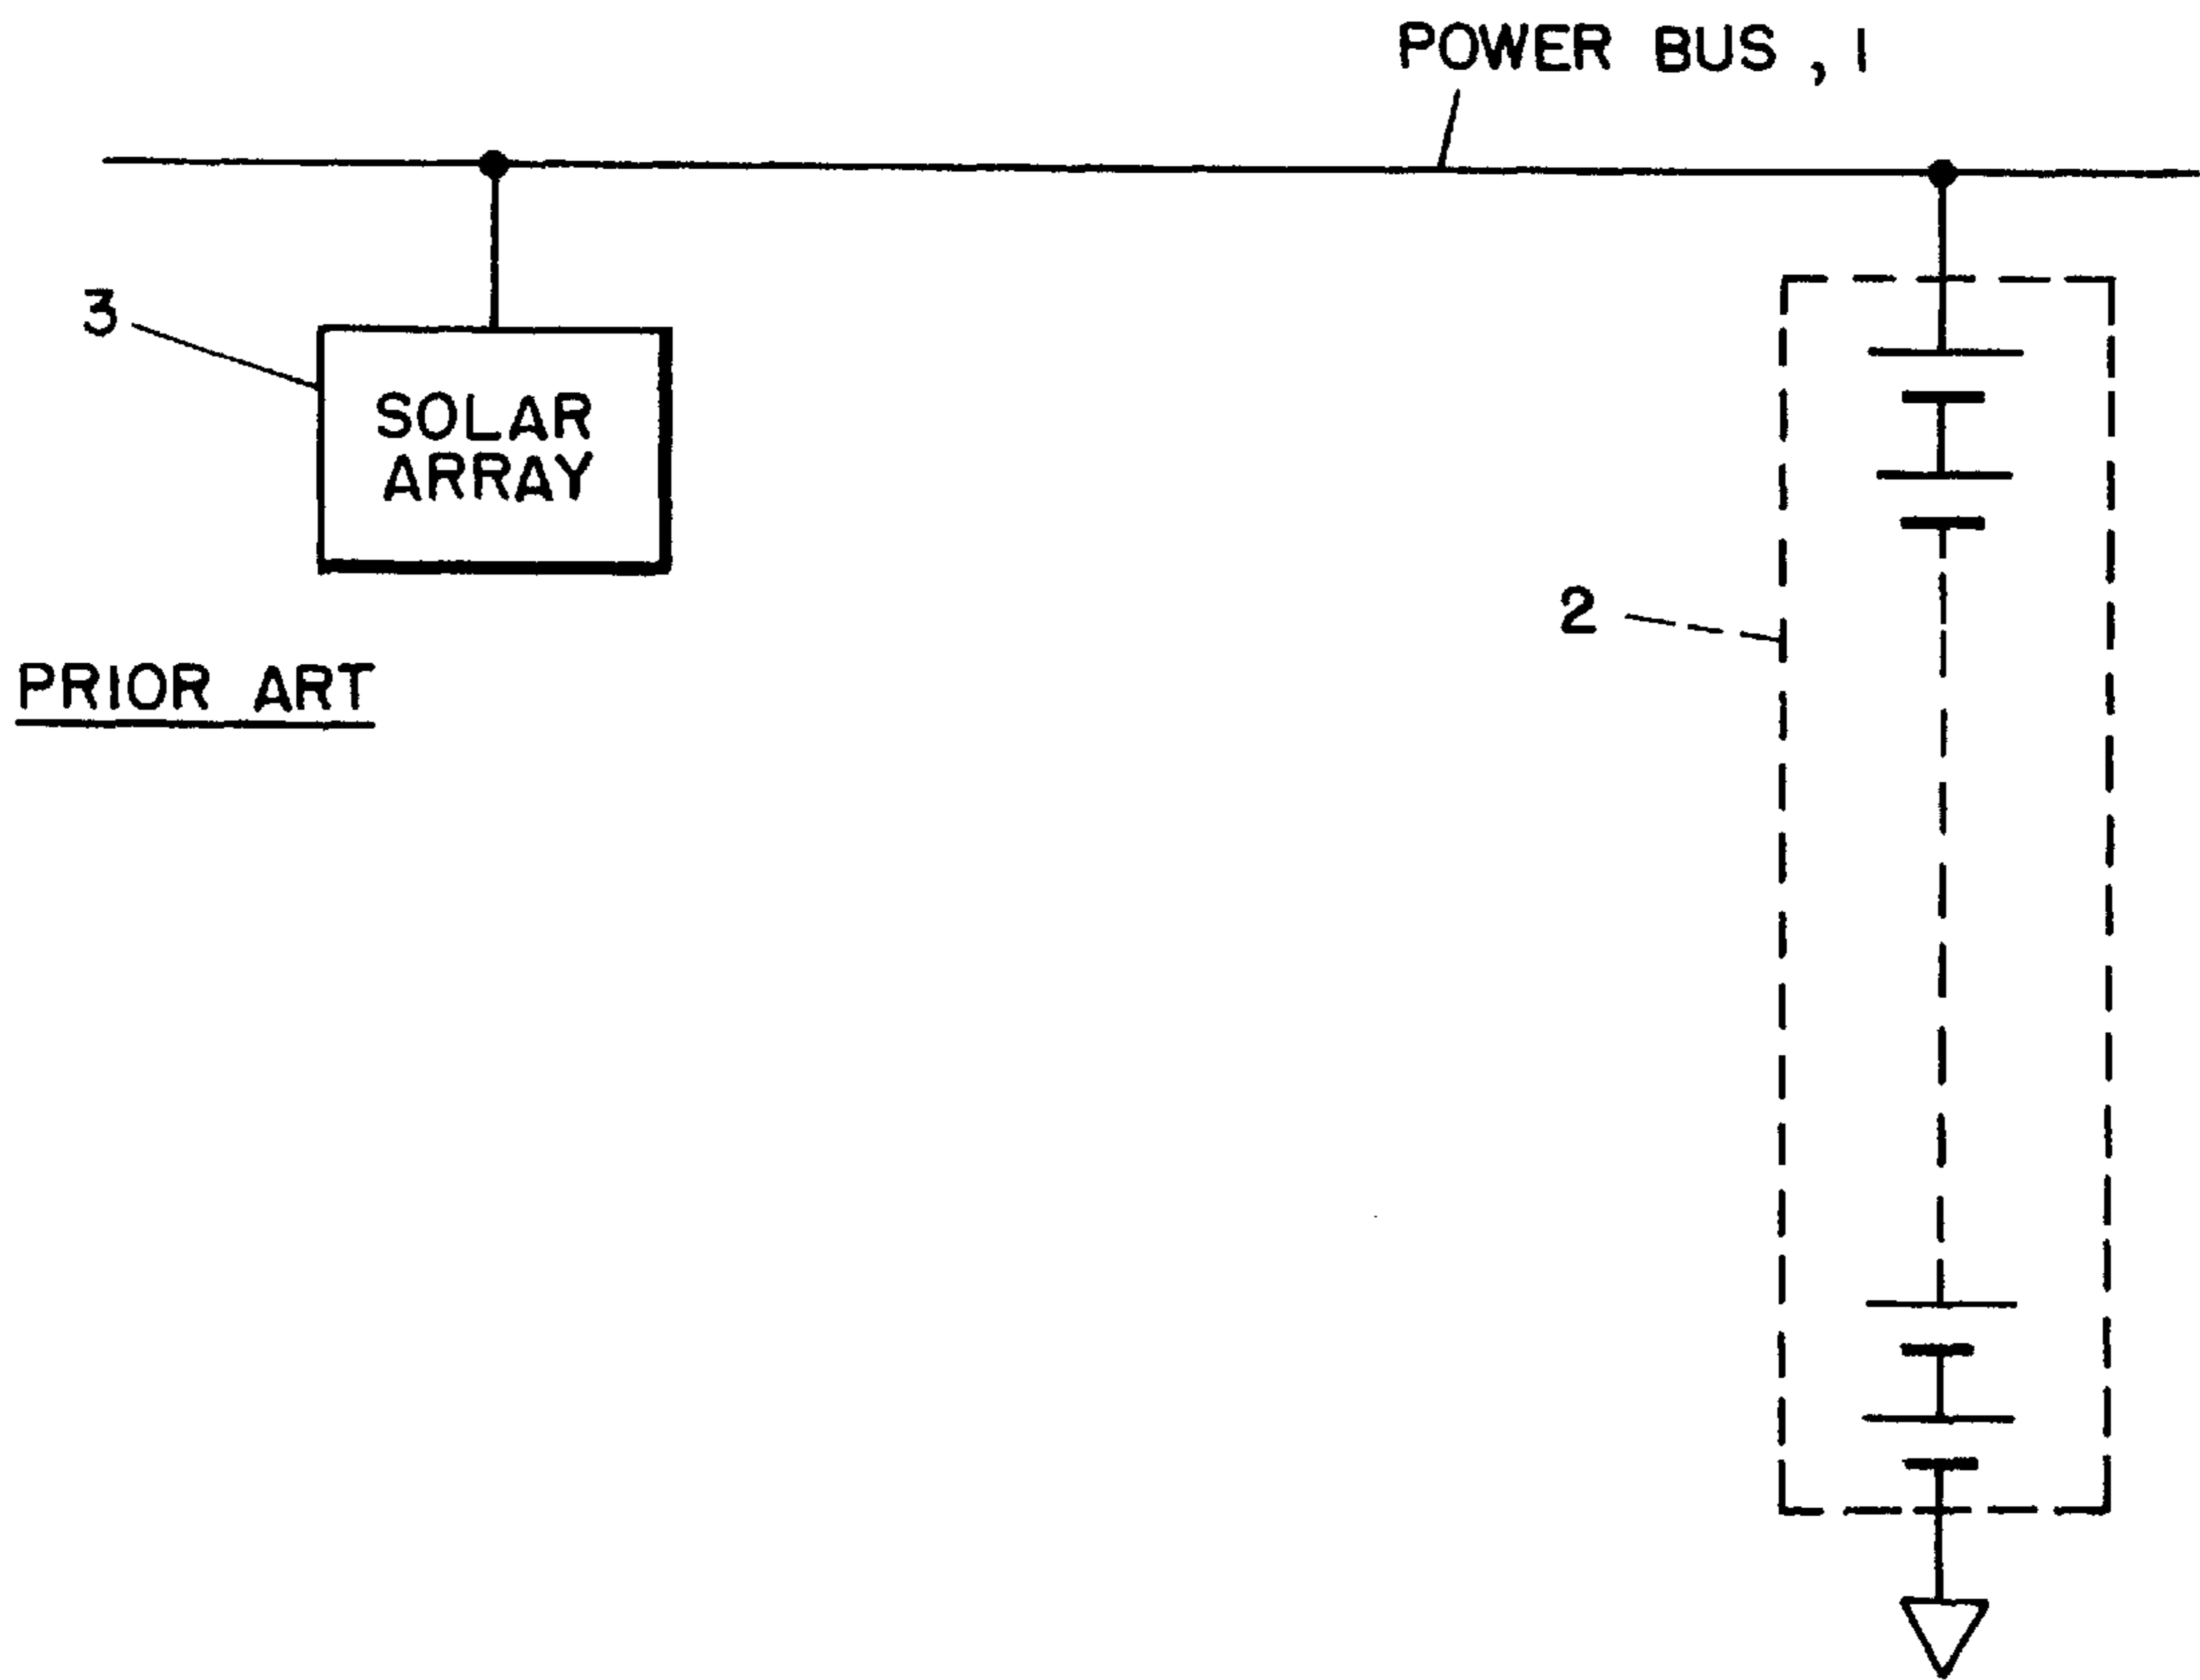 POWER BUS , 1
3
SOLAR
ARRAY
2
PRIOR ART